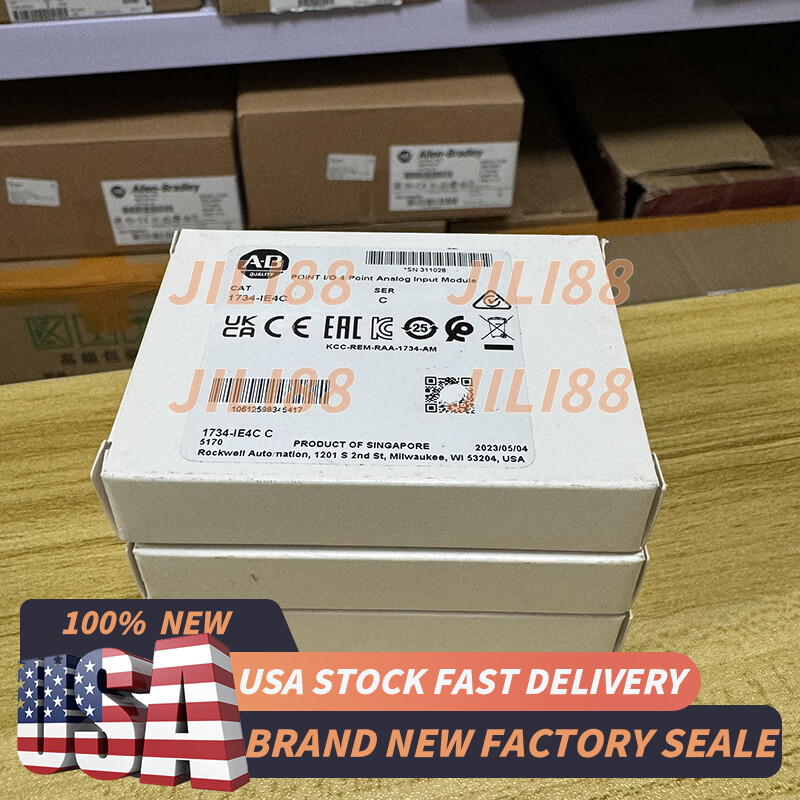 Allen-Bradley
Allen-Bradley
A-B
QUALITY
*SN 311028
POINT I/O 4 Point Analog Input Module
CAT
SER
1734-IE4C
C
JILI88 JILI88
UK CA CE EAC 25
KCC-REM-RAA-1734-AM
JILI88 JILI88
10612598345417
1734-IE4C C
5170
PRODUCT OF SINGAPORE
2023/05/04
Rockwell Automation, 1201 S 2nd St, Milwaukee, WI 53204, USA
100% NEW
USA
USA STOCK FAST DELIVERY
BRAND NEW FACTORY SEALE